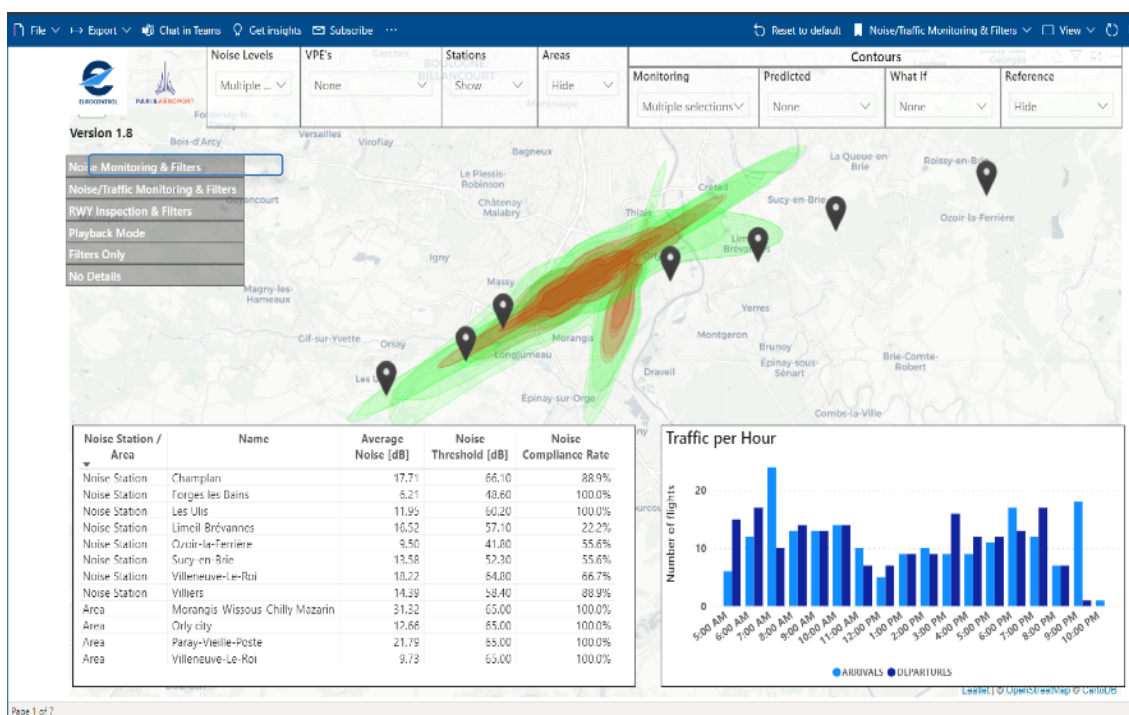 File Export Chat in Teams Get insights Subscribe ··· Reset to default Noise/Traffic Monitoring & Filters View
EUROCONTROL
PARIS AÉROPORT
Noise Levels VPE's Stations Areas Contours
Multiple ... None Show Hide
Monitoring Predicted What If Reference
Multiple selections None None Hide
Version 1.8
Noise Monitoring & Filters
Noise/Traffic Monitoring & Filters
RWY Inspection & Filters
Playback Mode
Filters Only
No Details
Bois-d'Arcy
Versailles
Viroflay
Bagneux
La Queue-en-
Brie
Le Plessis-
Robinson
Créteil
Sucy-en-Brie
Châtenay-
Malabry
Thiais
Ozoir-la-Ferrière
Igny
Massy
Magny-les-
Hameaux
Yerres
Gif-sur-Yvette
Orsay
Morangis
Montgeron
Longjumeau
Brunoy
Épinay-sous-
Sénart
Brie-Comte-
Robert
Draveil
Épinay-sur-Orge
Combs-la-Ville
Noise Station / Area Name Average Noise [dB] Noise Threshold [dB] Noise Compliance Rate
Noise Station Champlan 17.71 66.10 88.9%
Noise Station Forges les Bains 6.21 48.60 100.0%
Noise Station Les Ulis 11.95 60.20 100.0%
Noise Station Limeil Brévannes 16.52 57.10 22.2%
Noise Station Ozoir-la-Ferrière 9.50 41.80 55.6%
Noise Station Sucy-en-Brie 13.58 52.30 55.6%
Noise Station Villeneuve-Le-Roi 18.22 64.80 66.7%
Noise Station Villiers 14.39 58.40 88.9%
Area Morangis Wissous Chilly Mazarin 31.32 65.00 100.0%
Area Orly city 12.66 65.00 100.0%
Area Paray-Vieille-Poste 21.79 65.00 100.0%
Area Villeneuve-Le-Roi 9.73 65.00 100.0%
Traffic per Hour
Number of flights
20
10
0
5:00 AM 6:00 AM 7:00 AM 8:00 AM 9:00 AM 10:00 AM 11:00 AM 12:00 PM 1:00 PM 2:00 PM 3:00 PM 4:00 PM 5:00 PM 6:00 PM 7:00 PM 8:00 PM 9:00 PM 10:00 PM
ARRIVALS DEPARTURES
Leaflet | © OpenStreetMap © CartoDB
Page 1 of 7